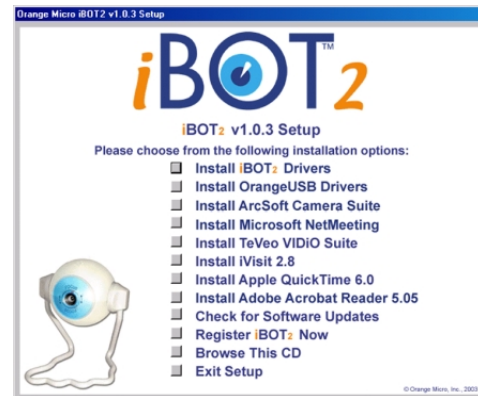 Orange Micro iBOT2 v1.0.3 Setup
iBOT2™
iBOT2 v1.0.3 Setup
Please choose from the following installation options:
Install iBOT2 Drivers
Install OrangeUSB Drivers
Install ArcSoft Camera Suite
Install Microsoft NetMeeting
Install TeVeo VIDiO Suite
Install iVisit 2.8
Install Apple QuickTime 6.0
Install Adobe Acrobat Reader 5.05
Check for Software Updates
Register iBOT2 Now
Browse This CD
Exit Setup
© Orange Micro, Inc., 2003